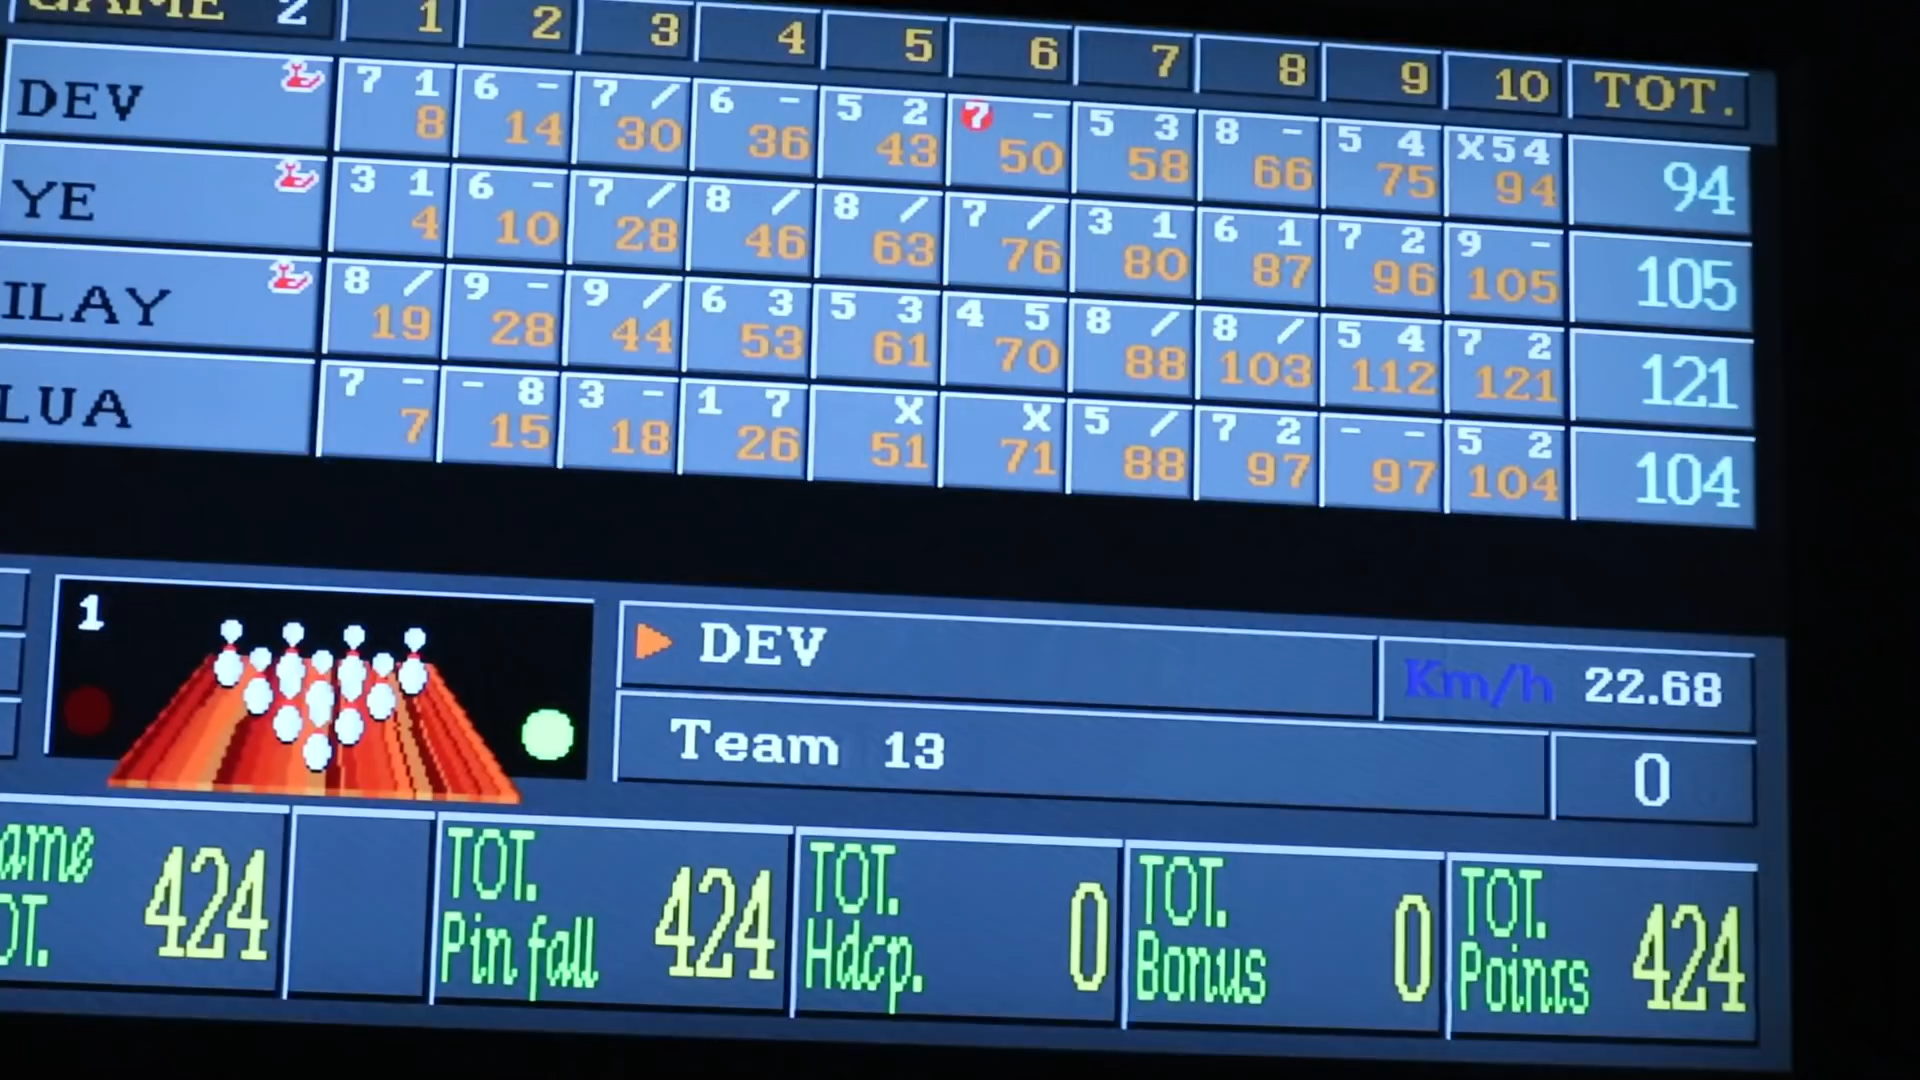 GAME 2 1 2 3 4 5 6 7 8 9 10 TOT.
DEV 7 1 6 - 7 / 6 - 5 2 7 - 5 3 8 - 5 4 X54
8 14 30 36 43 50 58 66 75 94 94
YE 3 1 6 - 7 / 8 / 8 / 7 / 3 1 6 1 7 2 9 -
4 10 28 46 63 76 80 87 96 105 105
ILAY 8 / 9 - 9 / 6 3 5 3 4 5 8 / 8 / 5 4 7 2
19 28 44 53 61 70 88 103 112 121 121
LUA 7 - - 8 3 - 1 7 X X 5 / 7 2 - - 5 2
7 15 18 26 51 71 88 97 97 104 104
1
DEV
Km/h 22.68
Team 13
0
ame
OT.
424
TOT.
Pin fall
424
TOT.
Hdcp.
0
TOT.
Bonus
0
TOT.
Points
424